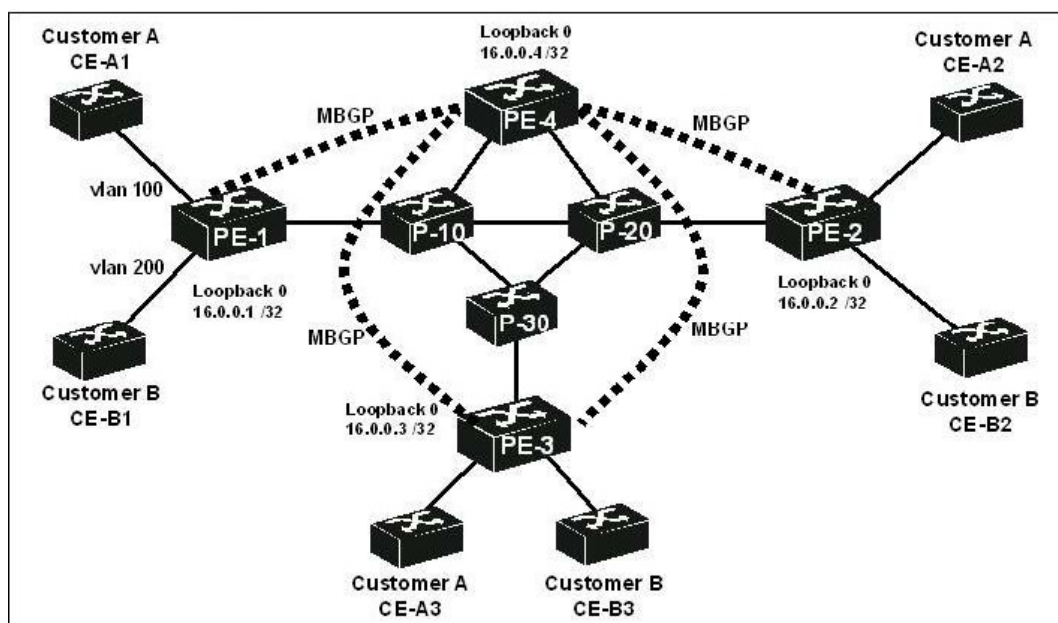 Customer A
CE-A1
Loopback 0
16.0.0.4 /32
Customer A
CE-A2
MBGP
PE-4
MBGP
vlan 100
PE-1
P-10
P-20
PE-2
vlan 200
Loopback 0
16.0.0.1 /32
Loopback 0
16.0.0.2 /32
P-30
MBGP
MBGP
Customer B
CE-B1
Customer B
CE-B2
Loopback 0
16.0.0.3 /32
PE-3
Customer A
CE-A3
Customer B
CE-B3